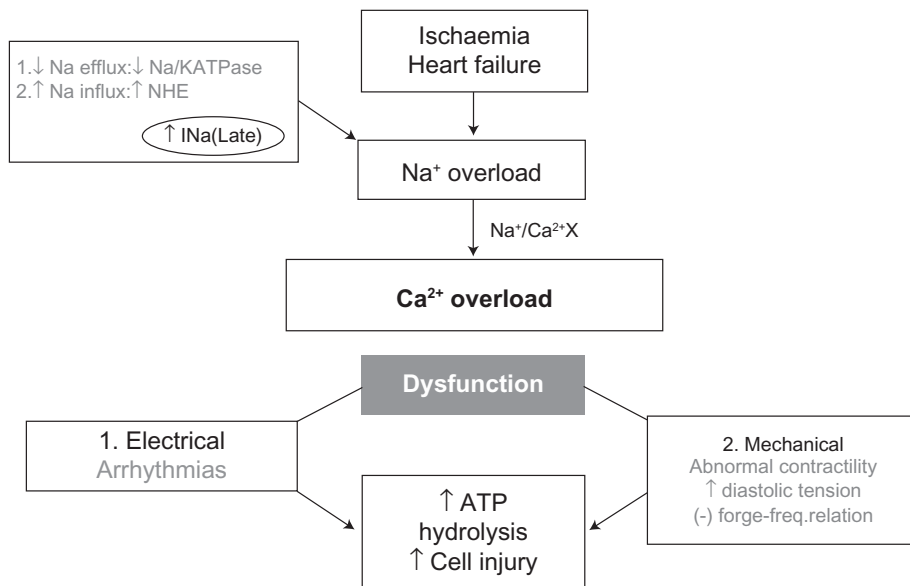 Ischaemia
Heart failure
1.↓ Na efflux:↓ Na/KATPase
2.↑ Na influx:↑ NHE
↑ INa(Late)
Na⁺ overload
Na⁺/Ca²⁺X
Ca²⁺ overload
Dysfunction
1. Electrical
Arrhythmias
2. Mechanical
Abnormal contractility
↑ diastolic tension
(-) forge-freq.relation
↑ ATP
hydrolysis
↑ Cell injury